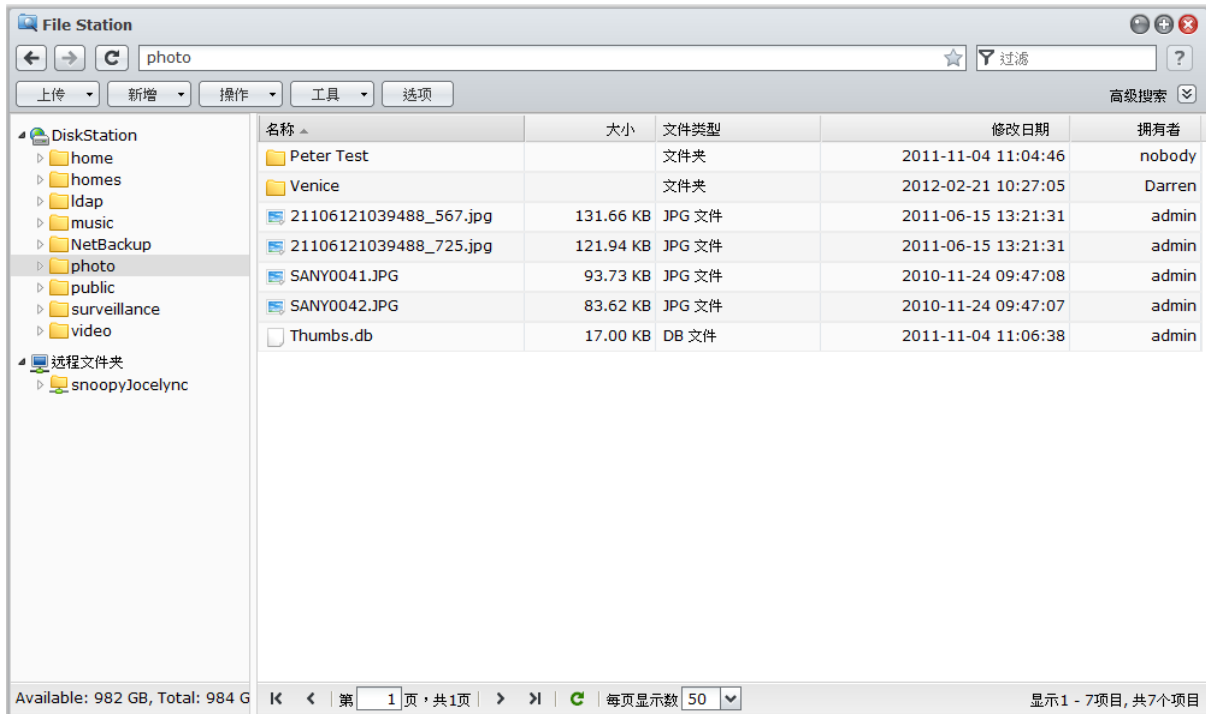 File Station
photo
过滤
?
上传 新增 操作 工具 选项
高级搜索
DiskStation
home
homes
ldap
music
NetBackup
photo
public
surveillance
video
远程文件夹
snoopyJocelync
Available: 982 GB, Total: 984 G
名称 大小 文件类型 修改日期 拥有者
Peter Test 文件夹 2011-11-04 11:04:46 nobody
Venice 文件夹 2012-02-21 10:27:05 Darren
21106121039488_567.jpg 131.66 KB JPG 文件 2011-06-15 13:21:31 admin
21106121039488_725.jpg 121.94 KB JPG 文件 2011-06-15 13:21:31 admin
SANY0041.JPG 93.73 KB JPG 文件 2010-11-24 09:47:08 admin
SANY0042.JPG 83.62 KB JPG 文件 2010-11-24 09:47:07 admin
Thumbs.db 17.00 KB DB 文件 2011-11-04 11:06:38 admin
第 1 页，共1页 每页显示数 50 显示1 - 7项目, 共7个项目